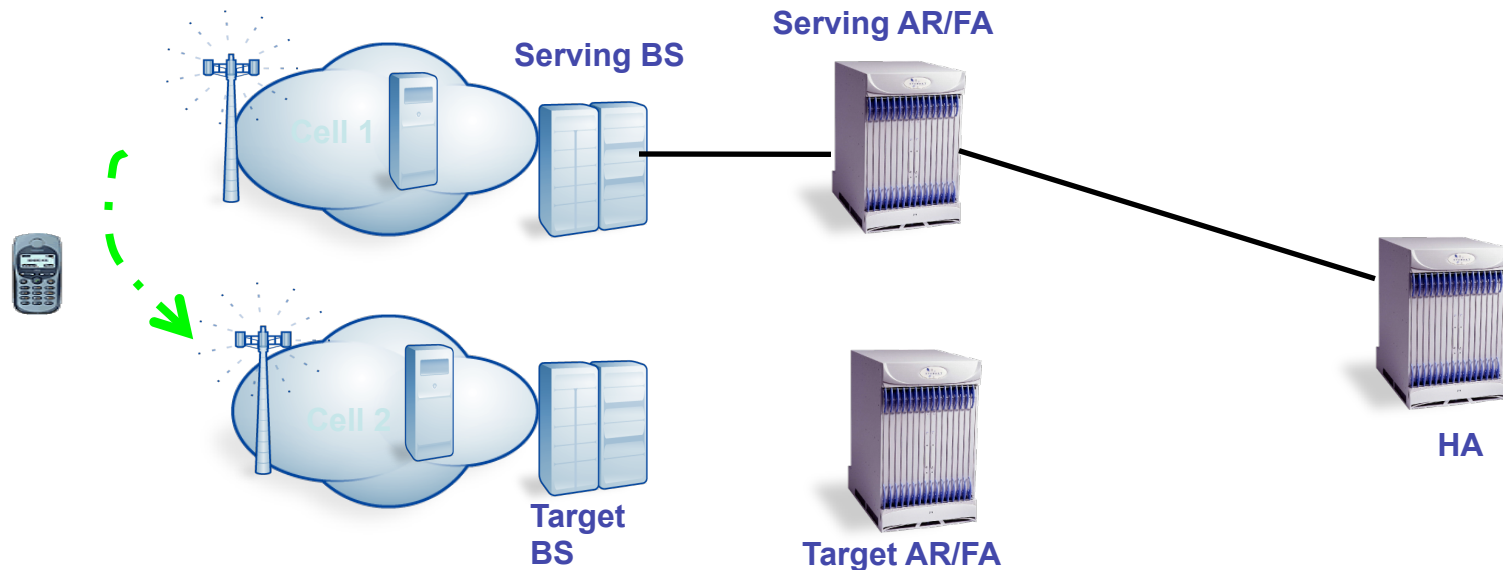 Serving AR/FA
Serving BS
Cell 1
Cell 2
HA
Target
BS
Target AR/FA